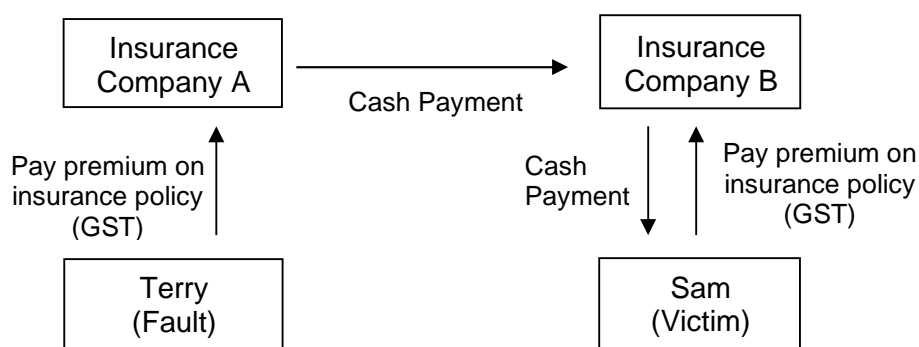 Insurance
Company A
Cash Payment
Insurance
Company B
Pay premium on
insurance policy
(GST)
Cash
Payment
Pay premium on
insurance policy
(GST)
Terry
(Fault)
Sam
(Victim)